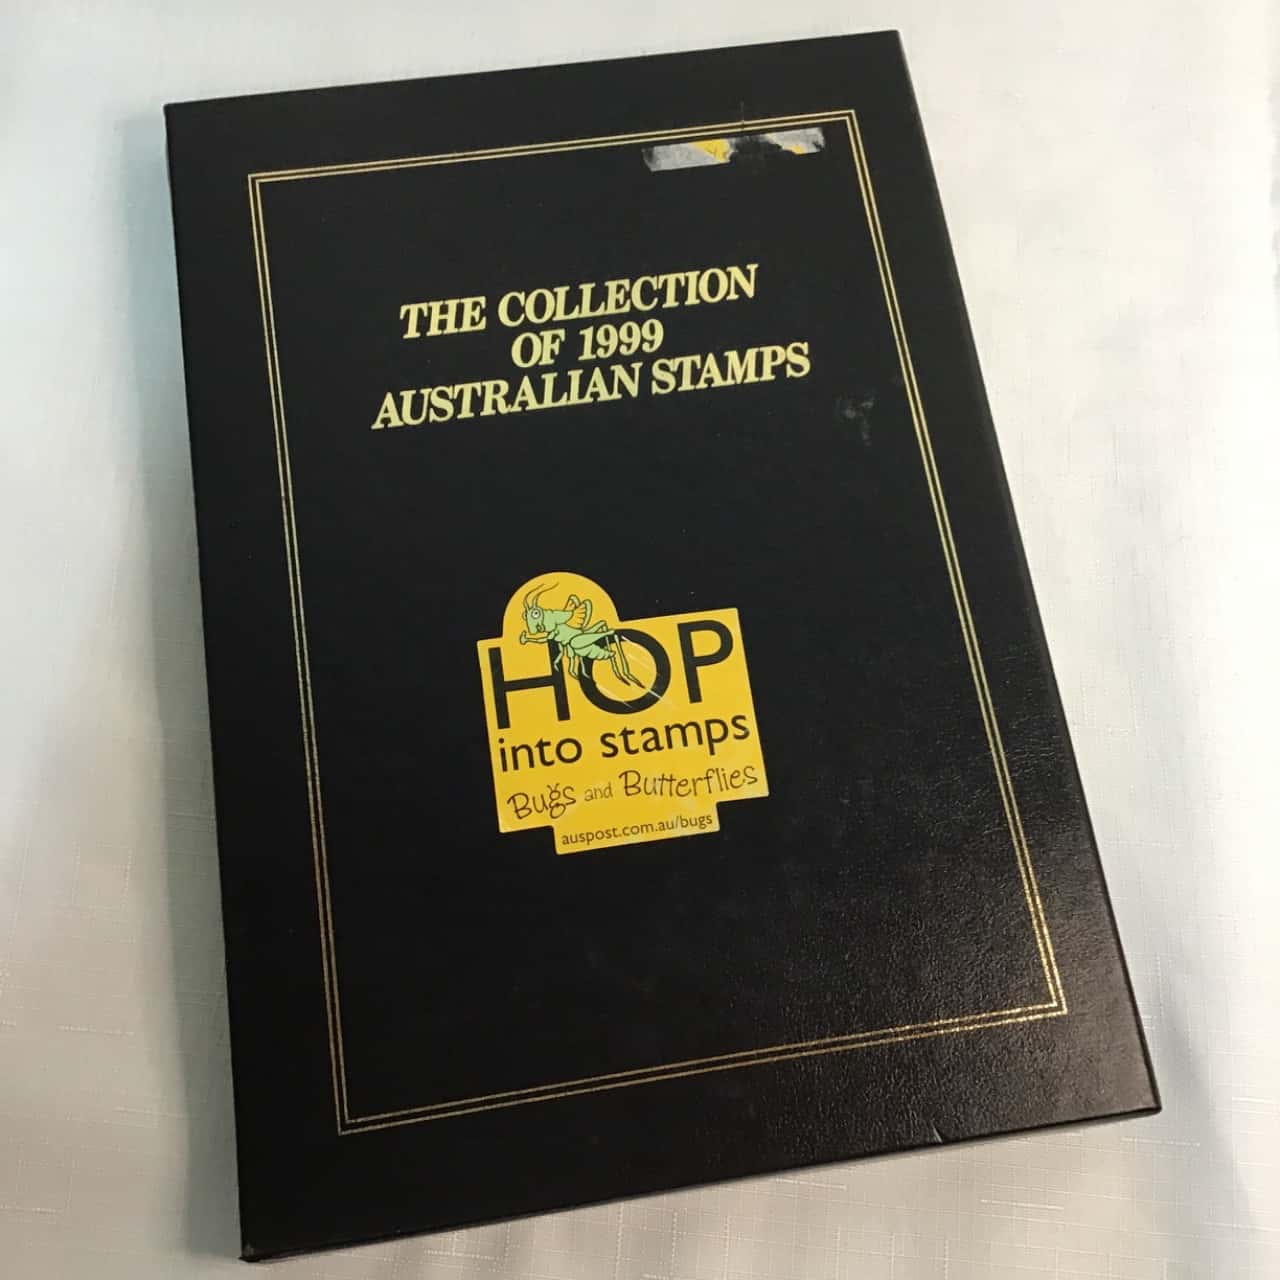 THE COLLECTION
OF 1999
AUSTRALIAN STAMPS
HOP
into stamps
Bugs and Butterflies
auspost.com.au/bugs